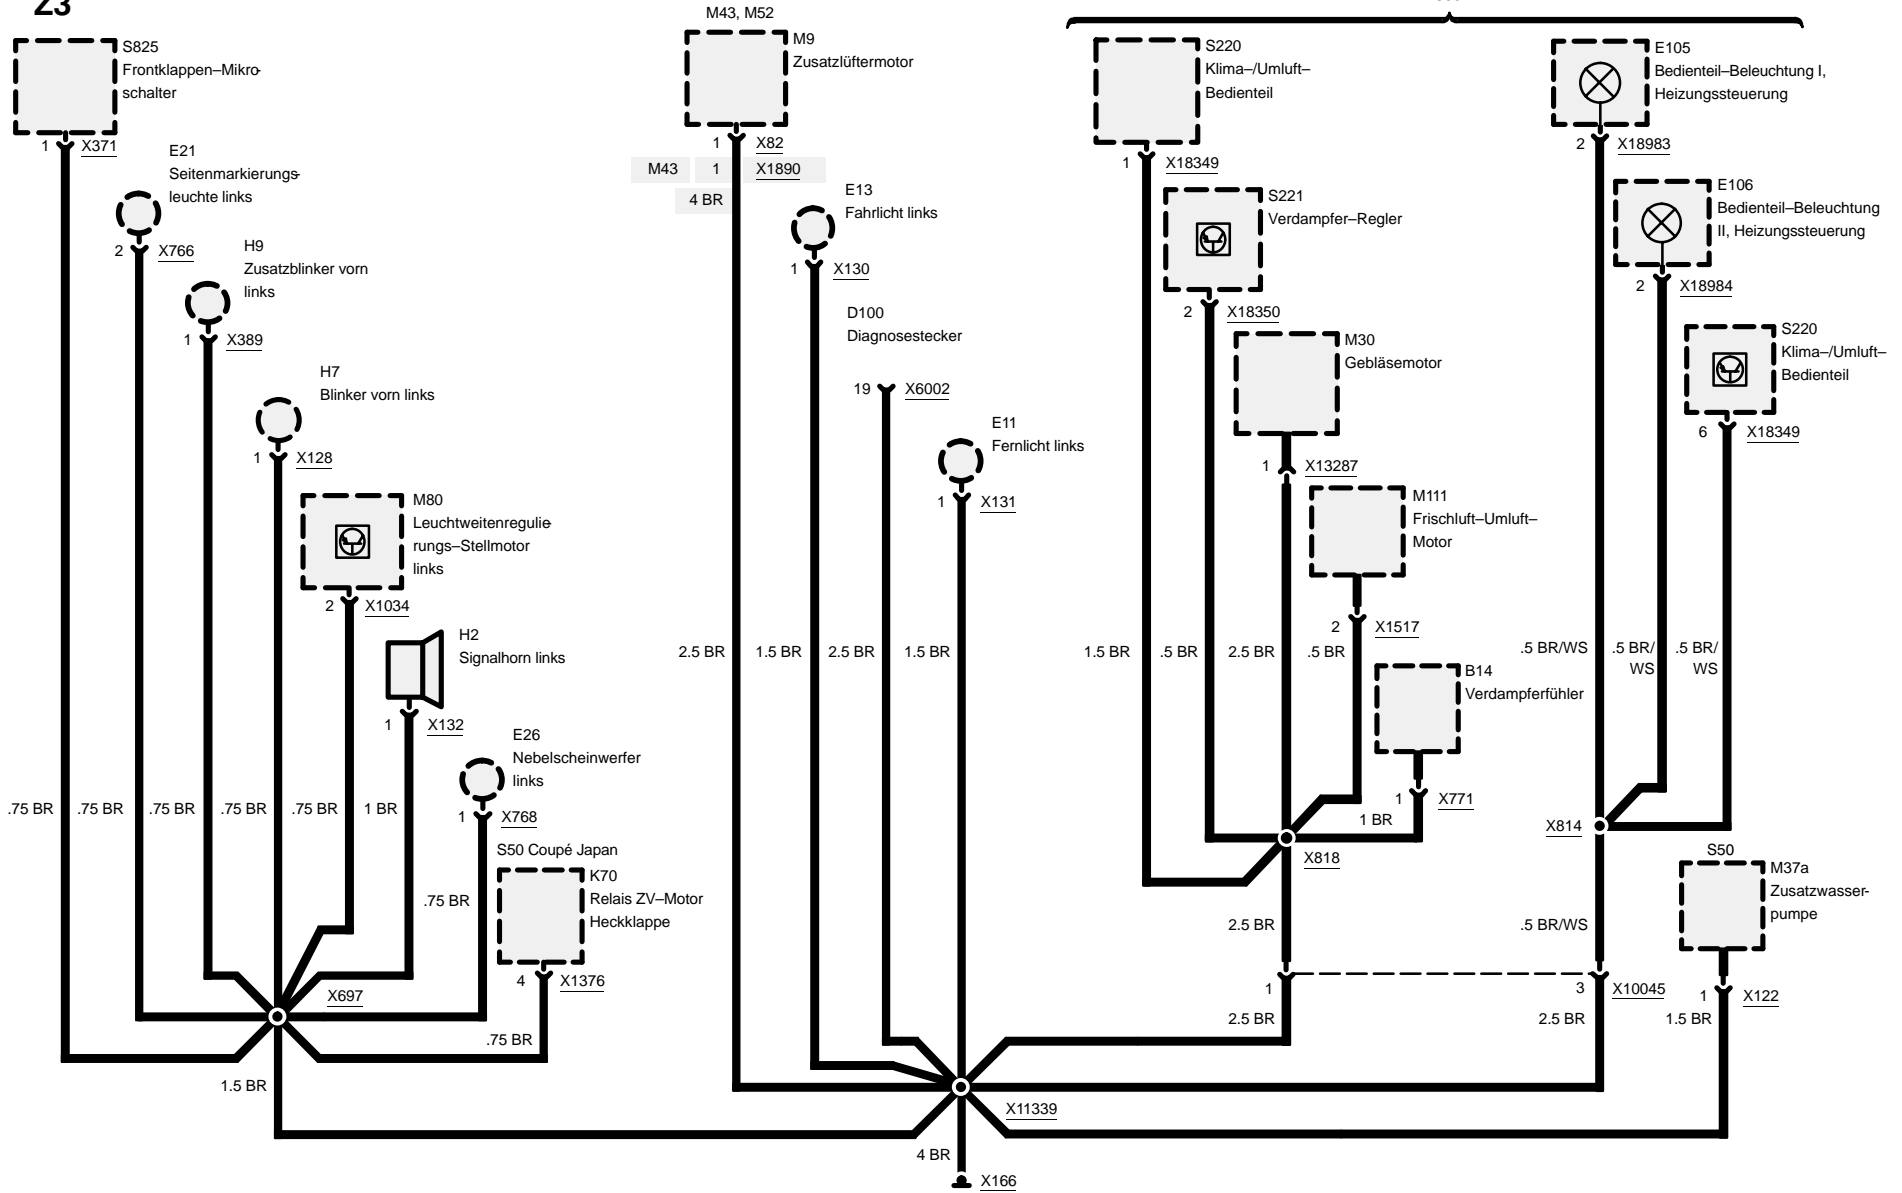 Z3
S825
Frontklappen–Mikro-
schalter
1
X371
E21
Seitenmarkierungs-
leuchte links
2
X766
H9
Zusatzblinker vorn
links
1
X389
H7
Blinker vorn links
1
X128
M80
Leuchtweitenregulie-
rungs–Stellmotor
links
2
X1034
H2
Signalhorn links
1
X132
E26
Nebelscheinwerfer
links
1
X768
.75 BR
.75 BR
.75 BR
.75 BR
.75 BR
1 BR
.75 BR
S50 Coupé Japan
K70
Relais ZV–Motor
Heckklappe
4
X1376
.75 BR
X697
1.5 BR
M43, M52
M9
Zusatzlüftermotor
1
X82
M43
1
X1890
4 BR
E13
Fahrlicht links
1
X130
D100
Diagnosestecker
19
X6002
E11
Fernlicht links
1
X131
2.5 BR
1.5 BR
2.5 BR
1.5 BR
S220
Klima–/Umluft–
Bedienteil
1
X18349
S221
Verdampfer–Regler
2
X18350
M30
Gebläsemotor
1
X13287
M111
Frischluft–Umluft–
Motor
2
X1517
B14
Verdampferfühler
1
X771
1.5 BR
.5 BR
2.5 BR
.5 BR
1 BR
X818
2.5 BR
1
2.5 BR
E105
Bedienteil–Beleuchtung I,
Heizungssteuerung
2
X18983
E106
Bedienteil–Beleuchtung
II, Heizungssteuerung
2
X18984
S220
Klima–/Umluft–
Bedienteil
6
X18349
.5 BR/WS
.5 BR/
WS
.5 BR/
WS
X814
.5 BR/WS
3
X10045
2.5 BR
S50
M37a
Zusatzwasser-
pumpe
1
X122
1.5 BR
X11339
4 BR
X166